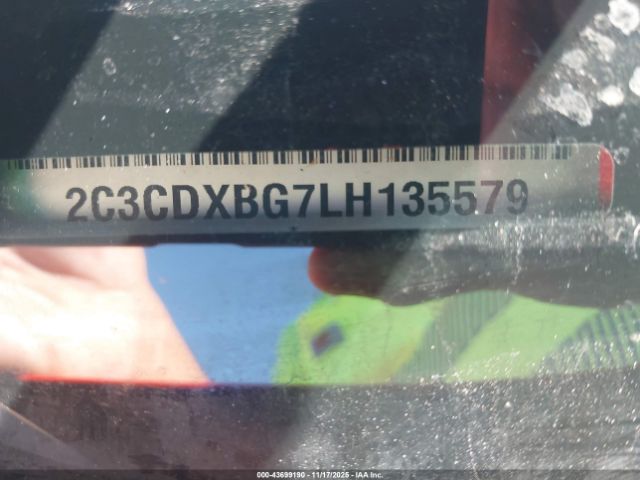 2C3CDXBG7LH135579
000-43699190 - 11/17/2025 - IAA Inc.